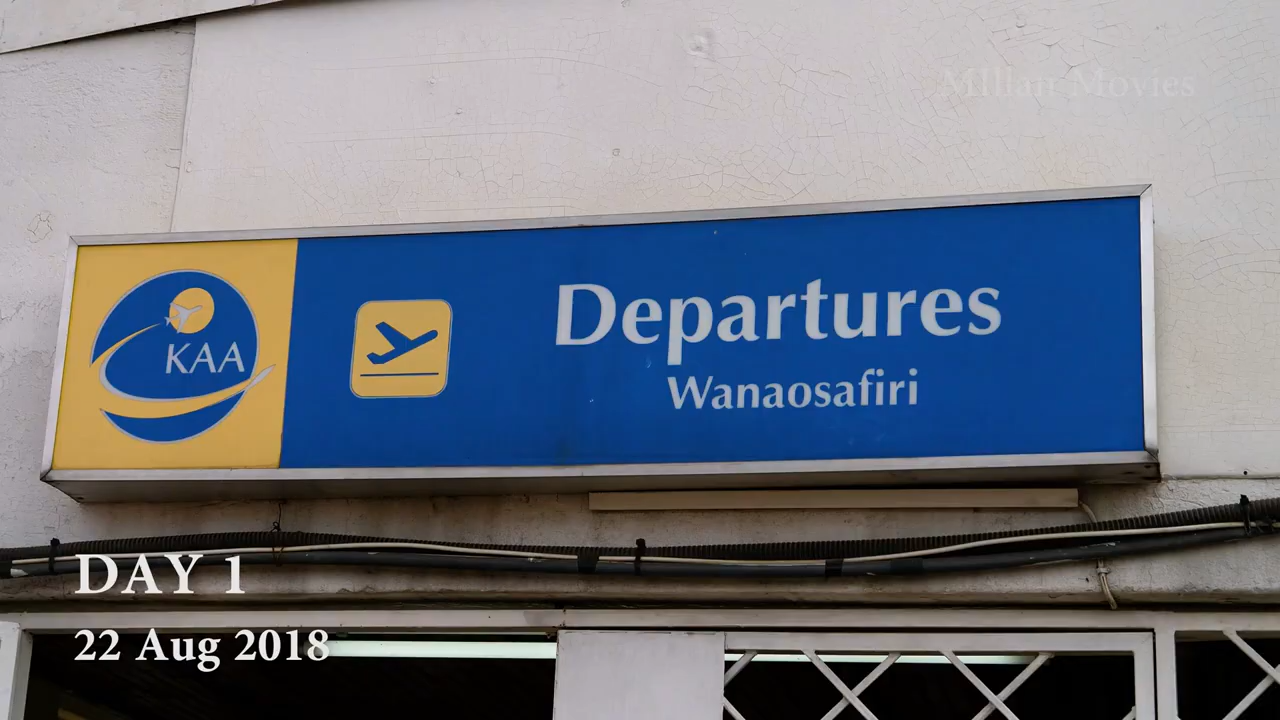 MIllan Movies
KAA
Departures
Wanaosafiri
DAY 1
22 Aug 2018